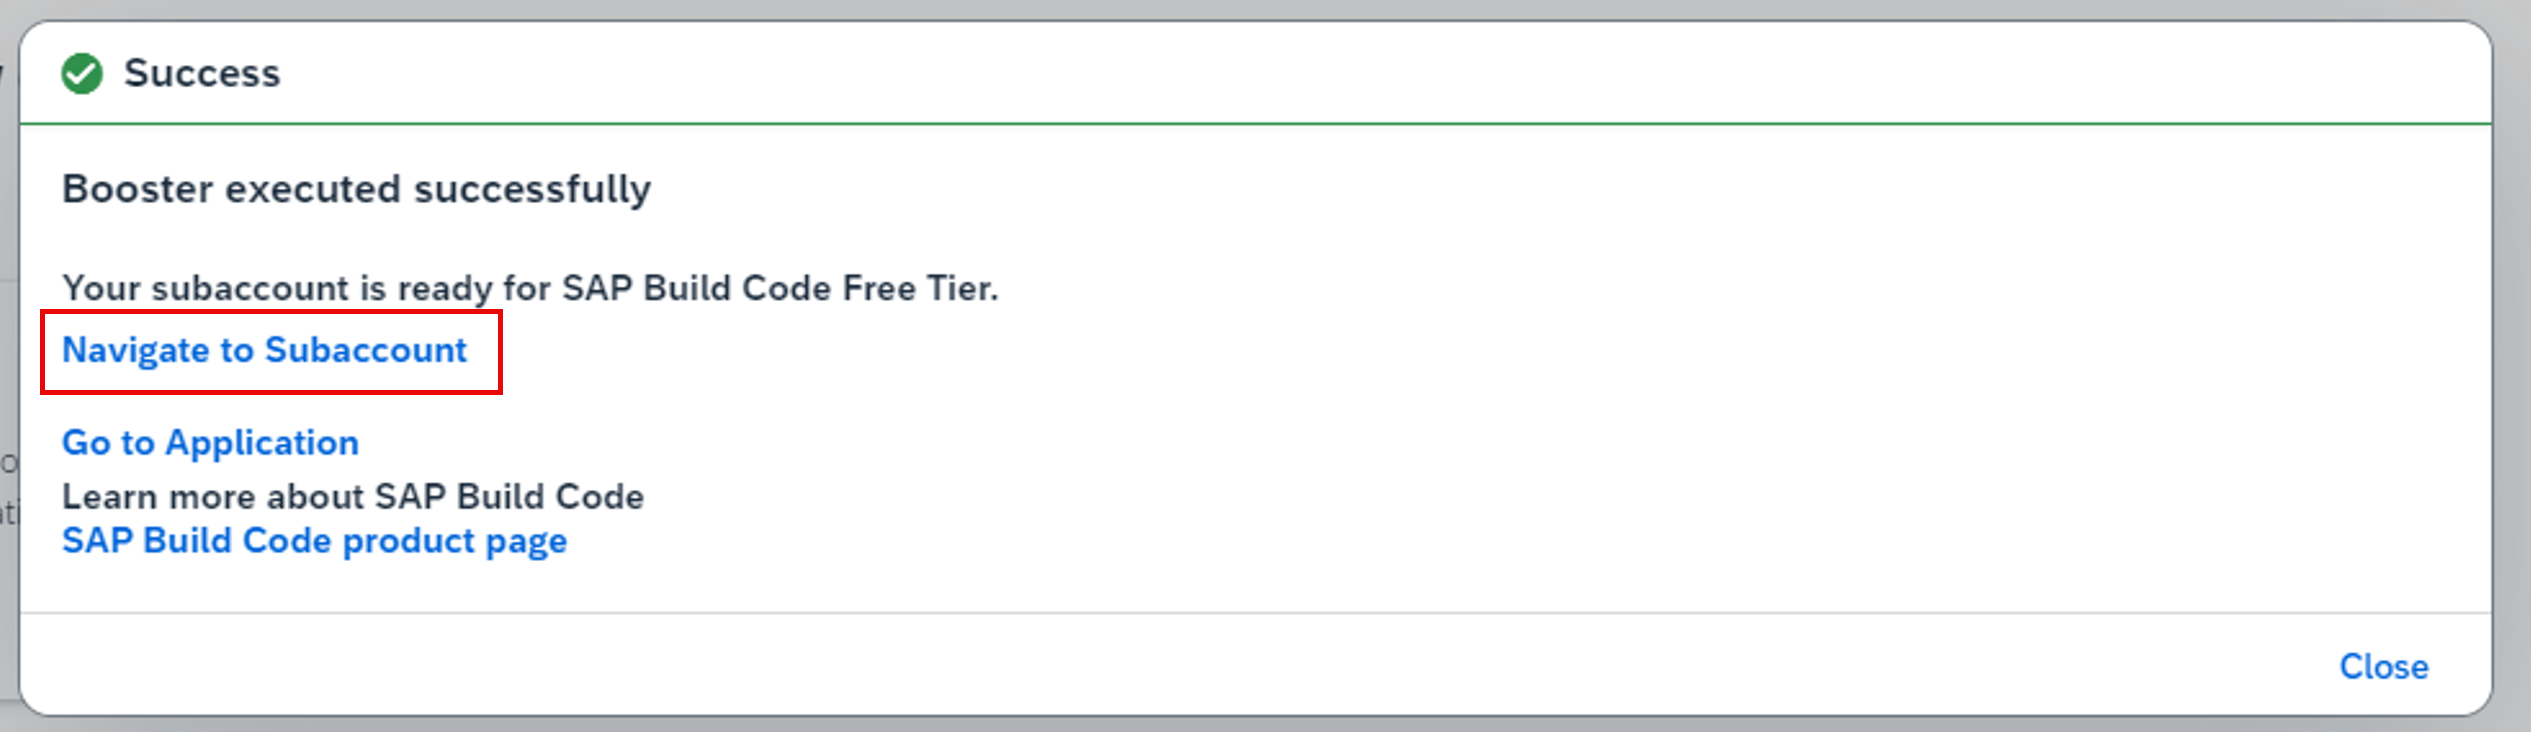 Success
Booster executed successfully
Your subaccount is ready for SAP Build Code Free Tier.
Navigate to Subaccount
Go to Application
Learn more about SAP Build Code
SAP Build Code product page
Close